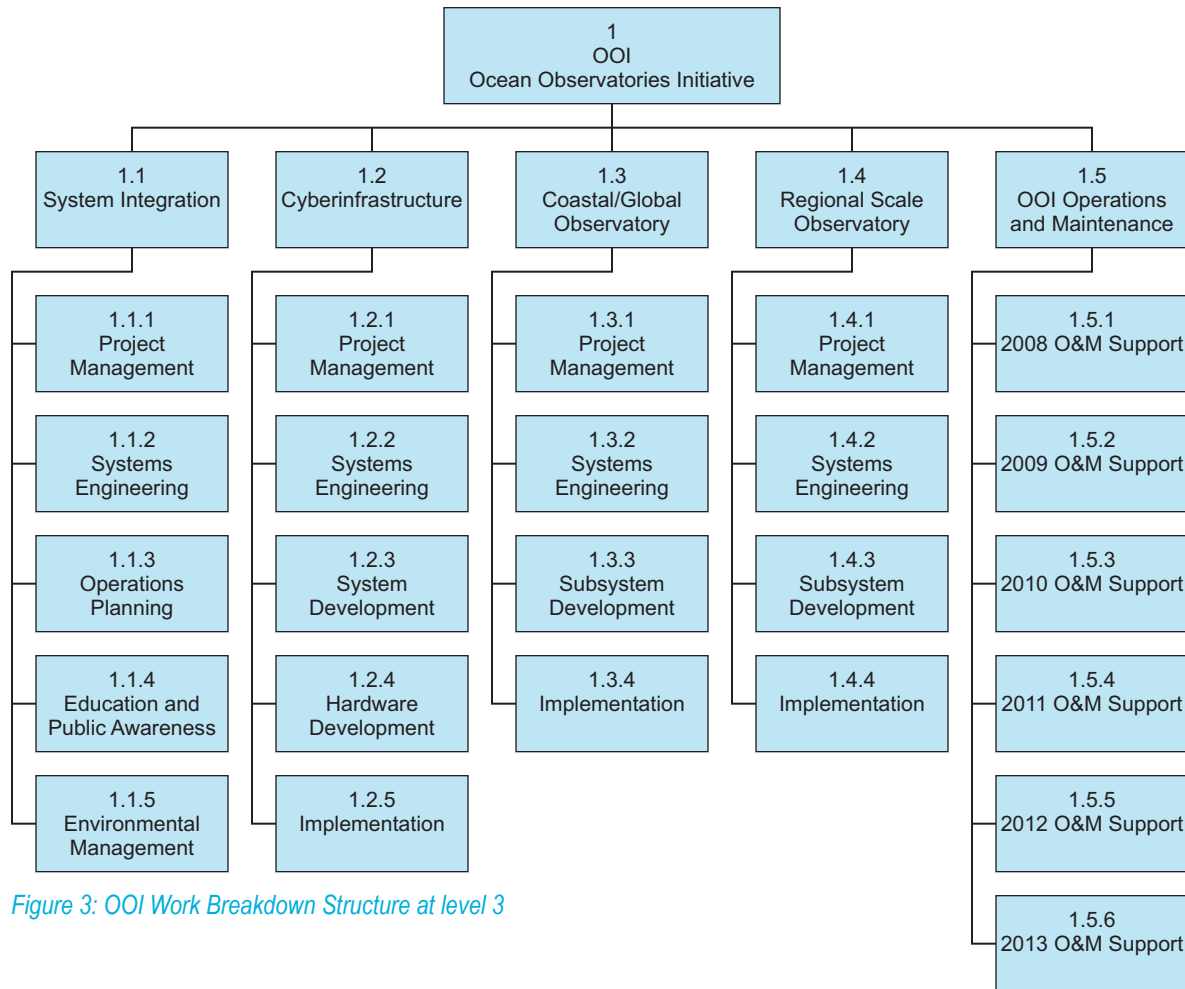 1
OOI
Ocean Observatories Initiative
1.1
System Integration
1.2
Cyberinfrastructure
1.3
Coastal/Global
Observatory
1.4
Regional Scale
Observatory
1.5
OOI Operations
and Maintenance
1.1.1
Project
Management
1.1.2
Systems
Engineering
1.1.3
Operations
Planning
1.1.4
Education and
Public Awareness
1.1.5
Environmental
Management
1.2.1
Project
Management
1.2.2
Systems
Engineering
1.2.3
System
Development
1.2.4
Hardware
Development
1.2.5
Implementation
1.3.1
Project
Management
1.3.2
Systems
Engineering
1.3.3
Subsystem
Development
1.3.4
Implementation
1.4.1
Project
Management
1.4.2
Systems
Engineering
1.4.3
Subsystem
Development
1.4.4
Implementation
1.5.1
2008 O&M Support
1.5.2
2009 O&M Support
1.5.3
2010 O&M Support
1.5.4
2011 O&M Support
1.5.5
2012 O&M Support
1.5.6
2013 O&M Support
Figure 3: OOI Work Breakdown Structure at level 3